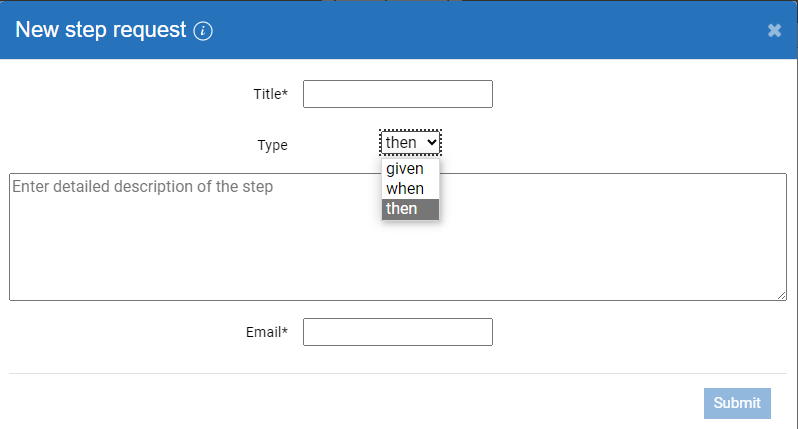 New step request i
Title*
Type then
given
when
then
Enter detailed description of the step
Email*
Submit